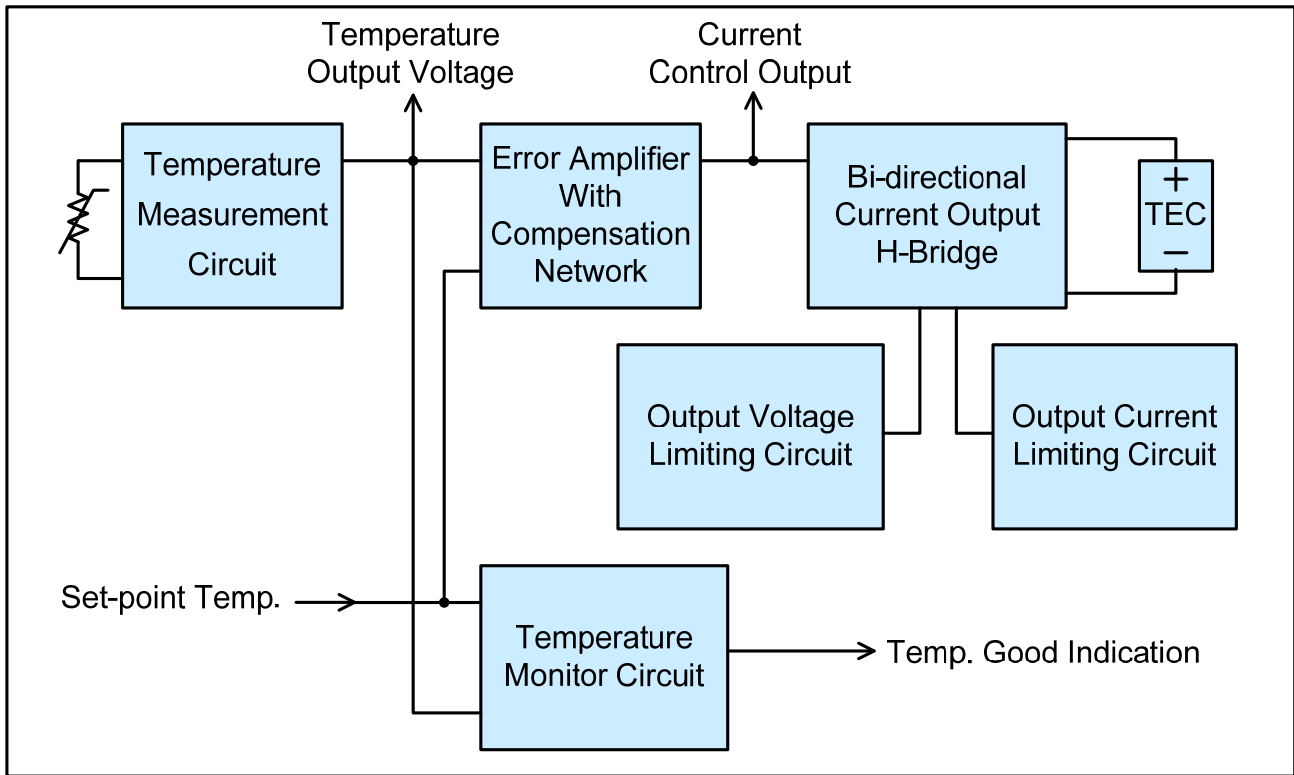 Temperature
Output Voltage
Current
Control Output
Temperature
Measurement
Circuit
Error Amplifier
With
Compensation
Network
Bi-directional
Current Output
H-Bridge
+
TEC
−
Output Voltage
Limiting Circuit
Output Current
Limiting Circuit
Set-point Temp.
Temperature
Monitor Circuit
Temp. Good Indication